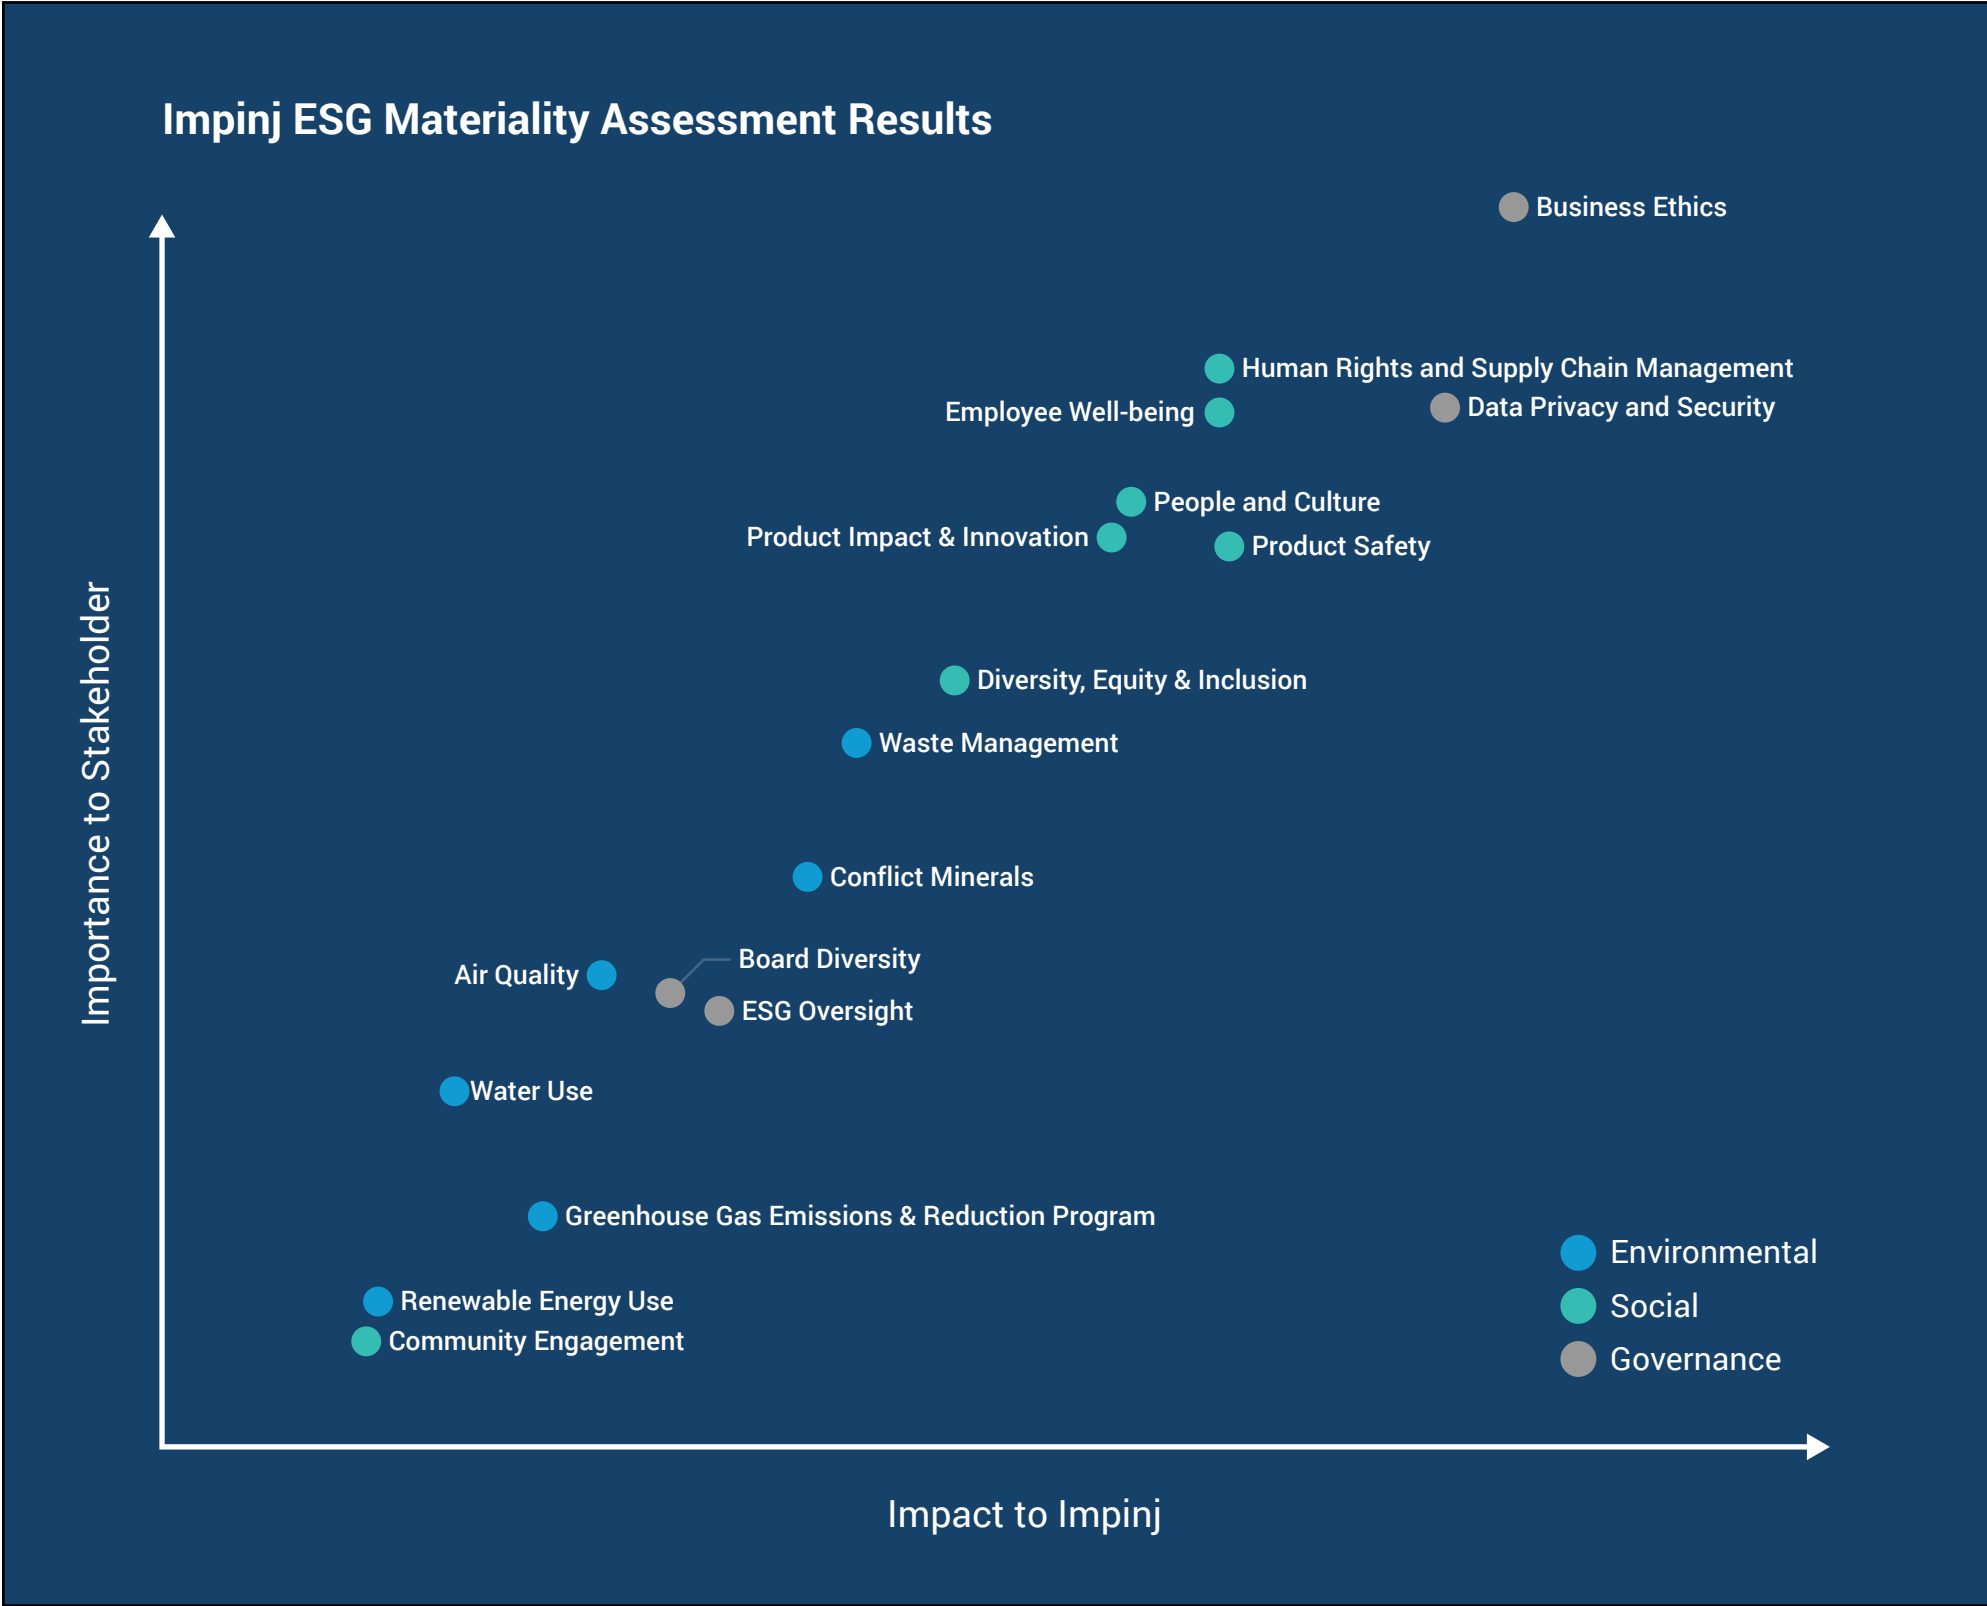 Impinj ESG Materiality Assessment Results
Business Ethics
Human Rights and Supply Chain Management
Data Privacy and Security
Employee Well-being
People and Culture
Product Impact & Innovation
Product Safety
Diversity, Equity & Inclusion
Waste Management
Conflict Minerals
Board Diversity
Air Quality
ESG Oversight
Water Use
Greenhouse Gas Emissions & Reduction Program
Renewable Energy Use
Community Engagement
Importance to Stakeholder
Environmental
Social
Governance
Impact to Impinj